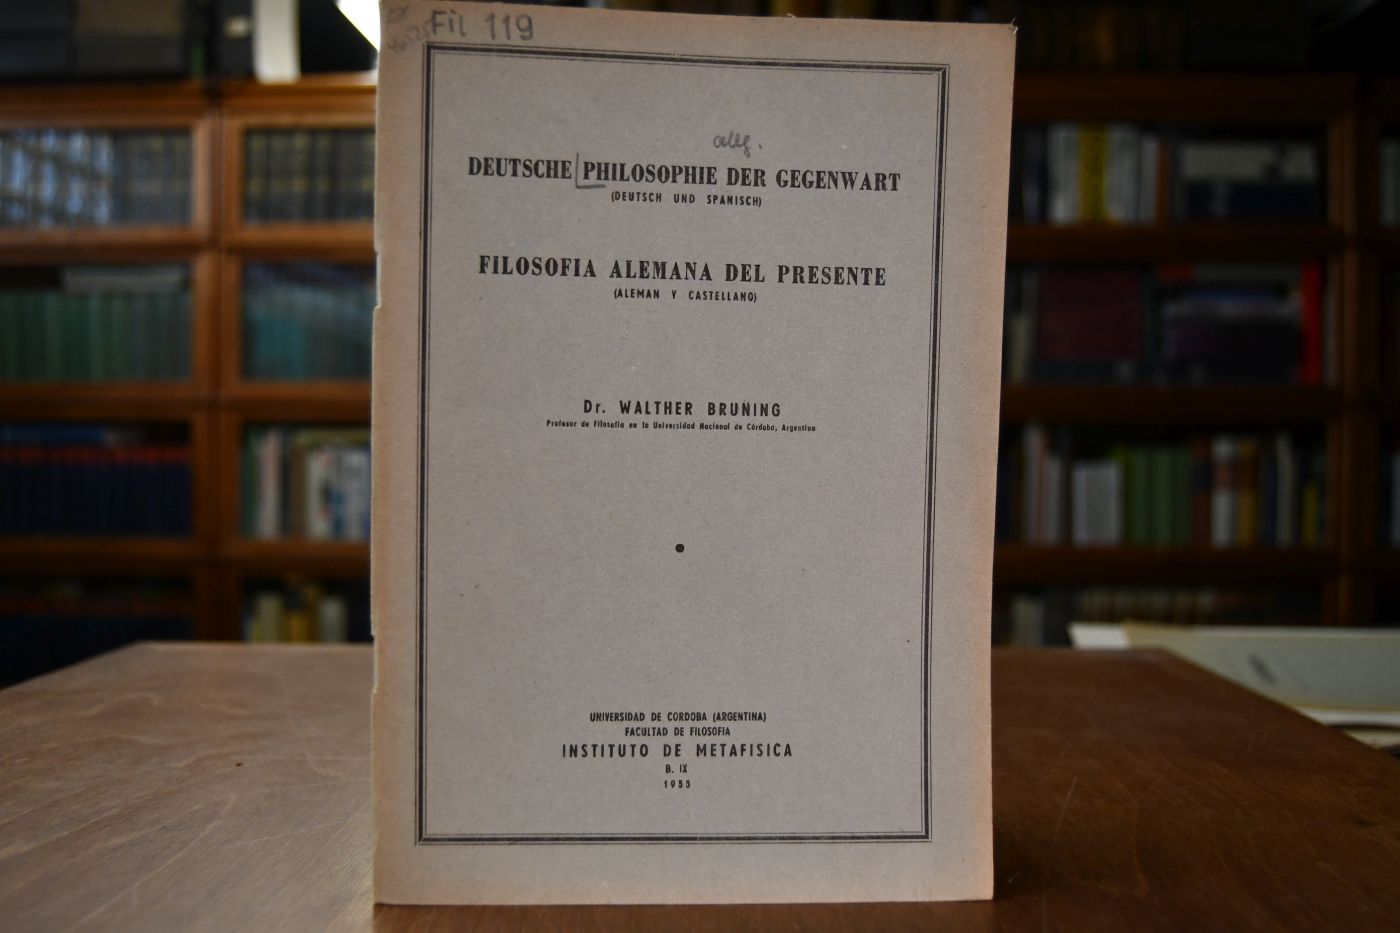 Fil 119
allg.
DEUTSCHE PHILOSOPHIE DER GEGENWART
(DEUTSCH UND SPANISCH)
FILOSOFIA ALEMANA DEL PRESENTE
(ALEMAN Y CASTELLANO)
Dr. WALTHER BRUNING
Profesor de Filosofía en la Universidad Nacional de Córdoba, Argentina
UNIVERSIDAD DE CORDOBA (ARGENTINA)
FACULTAD DE FILOSOFIA
INSTITUTO DE METAFISICA
B. IX
1955